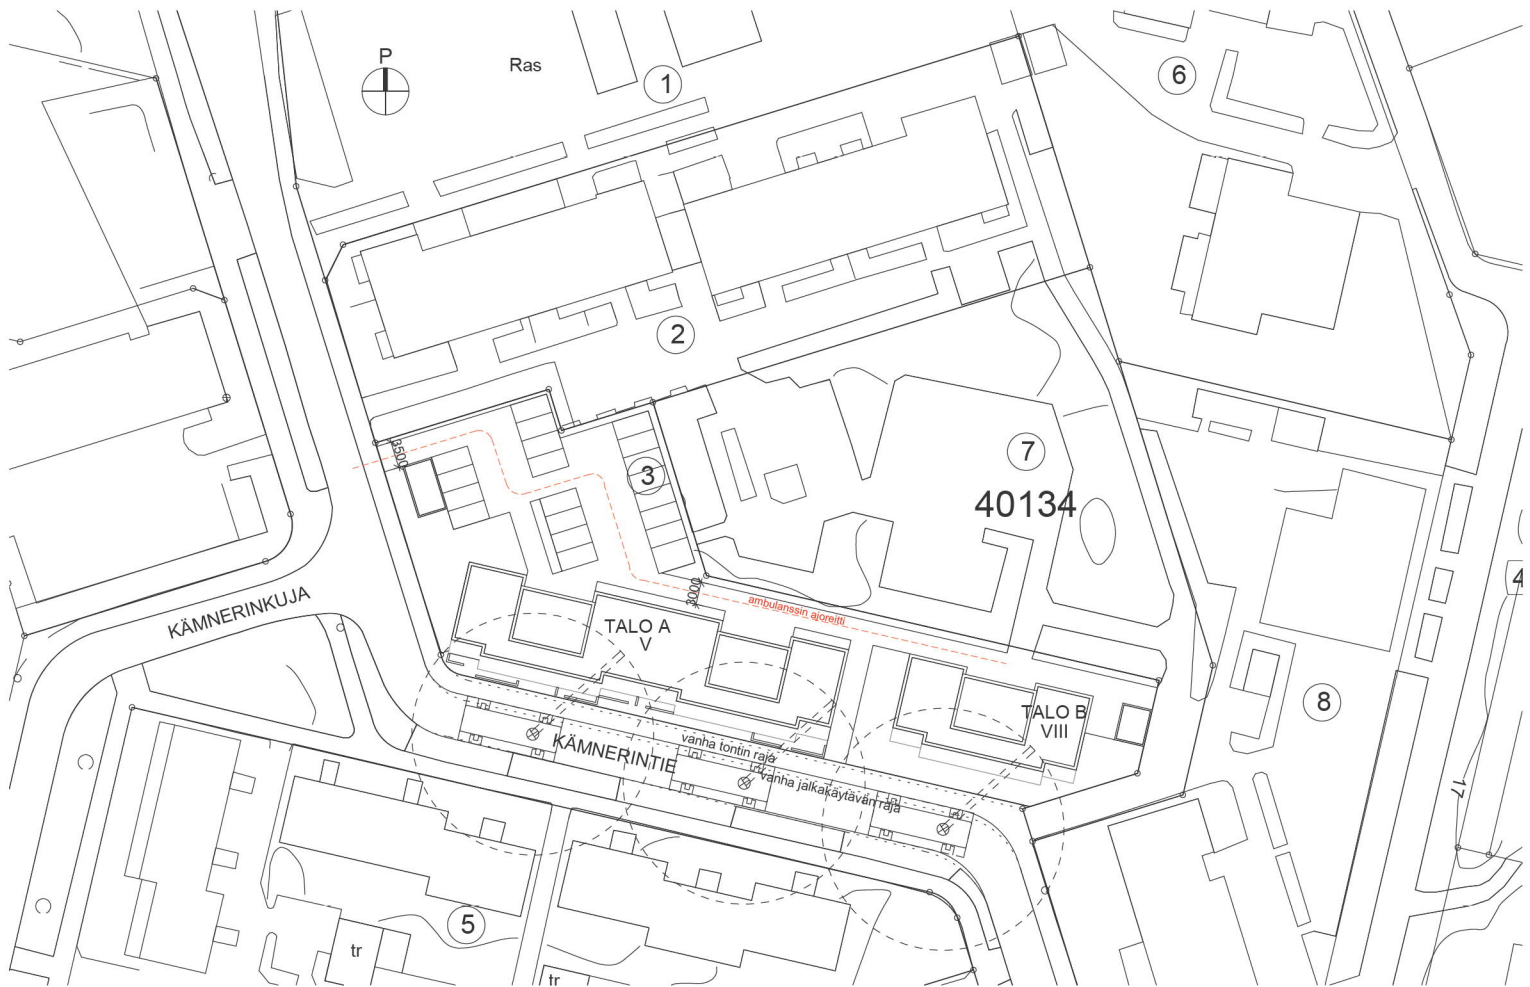 P
Ras
1
6
2
3500
3
7
40134
4
3000
ambulanssin ajoreitti
KÄMNERINKUJA
TALO A
V
8
TALO B
VIII
KÄMNERINTIE
vanha tontin raja
vanha jalkakäytävän raja
17
5
tr
tr